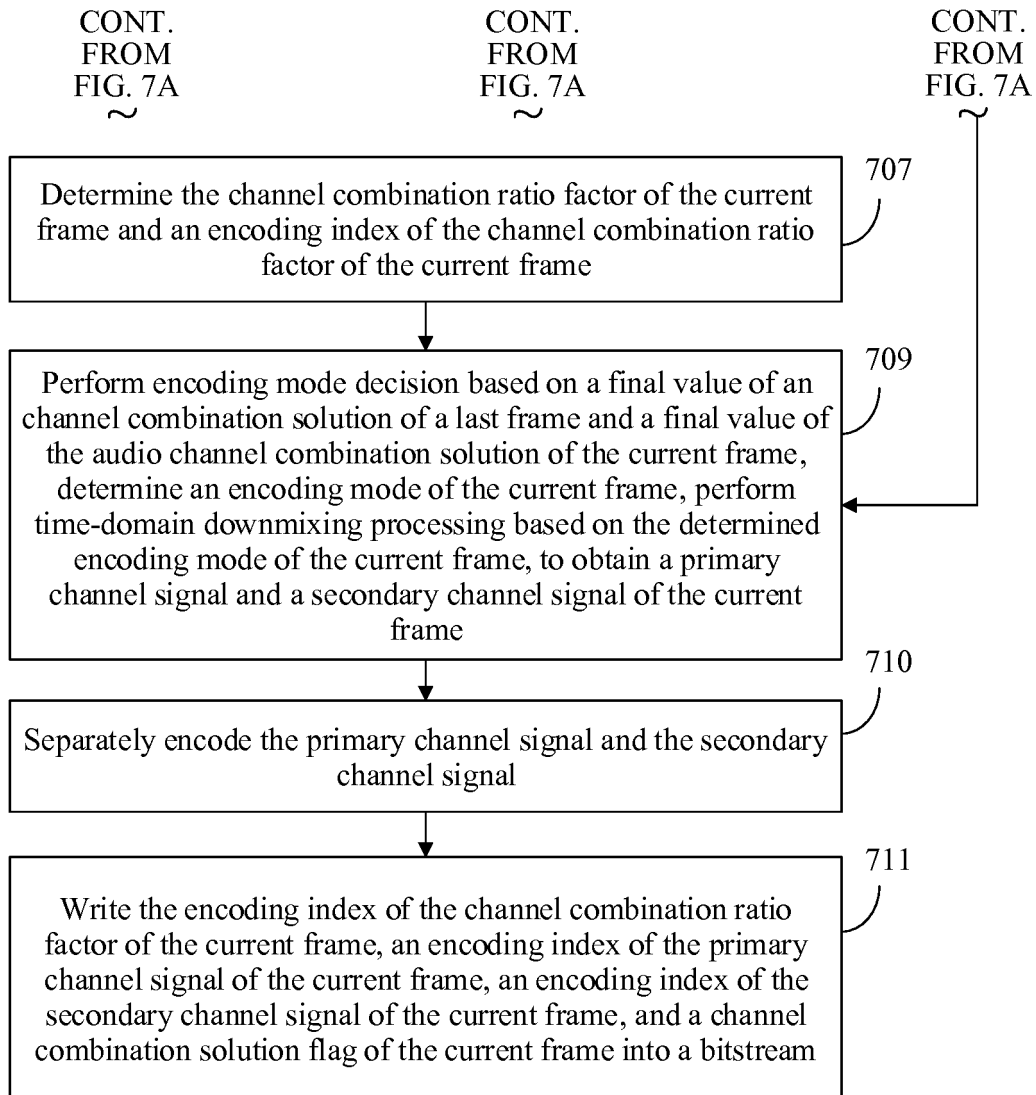 CONT.
FROM
FIG. 7A
~
CONT.
FROM
FIG. 7A
~
CONT.
FROM
FIG. 7A
~
707
Determine the channel combination ratio factor of the current
frame and an encoding index of the channel combination ratio
factor of the current frame
709
Perform encoding mode decision based on a final value of an
channel combination solution of a last frame and a final value of
the audio channel combination solution of the current frame,
determine an encoding mode of the current frame, perform
time-domain downmixing processing based on the determined
encoding mode of the current frame, to obtain a primary
channel signal and a secondary channel signal of the current
frame
710
Separately encode the primary channel signal and the secondary
channel signal
711
Write the encoding index of the channel combination ratio
factor of the current frame, an encoding index of the primary
channel signal of the current frame, an encoding index of the
secondary channel signal of the current frame, and a channel
combination solution flag of the current frame into a bitstream